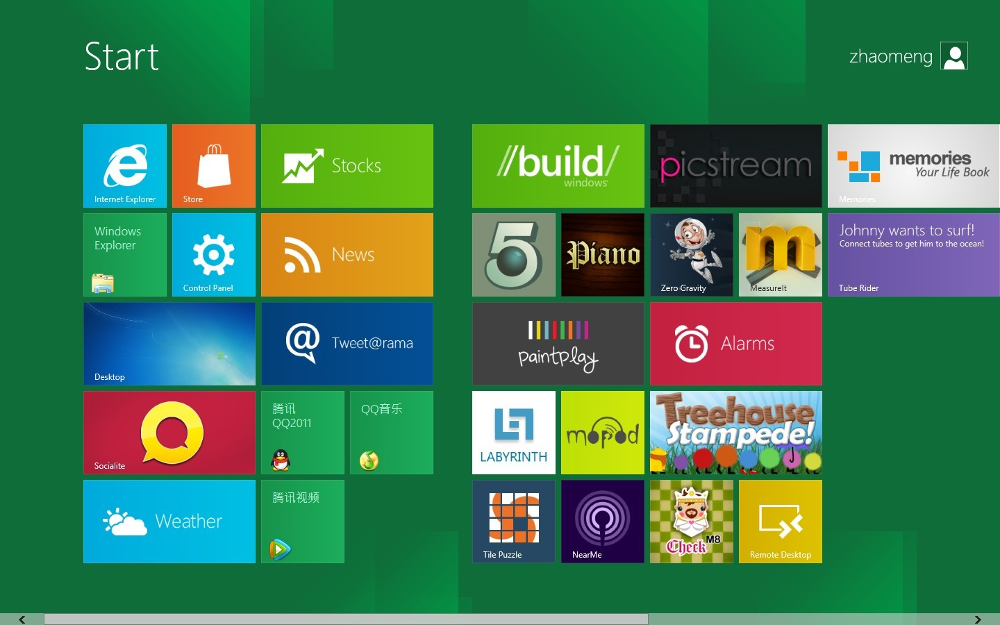 Start
zhaomeng
Internet Explorer
Store
Stocks
Windows
Explorer
Control Panel
News
Desktop
Tweet@rama
Socialite
腾讯
QQ2011
QQ音乐
Weather
腾讯视频
//build/
windows
picstream
memories
Your Life Book
Memories
5
Piano
Zero Gravity
m
MeasureIt
Johnny wants to surf!
Connect tubes to get him to the ocean!
Tube Rider
paintplay
Alarms
LABYRINTH
mopod
Treehouse
Stampede!
Tile Puzzle
NearMe
Check M8
Remote Desktop